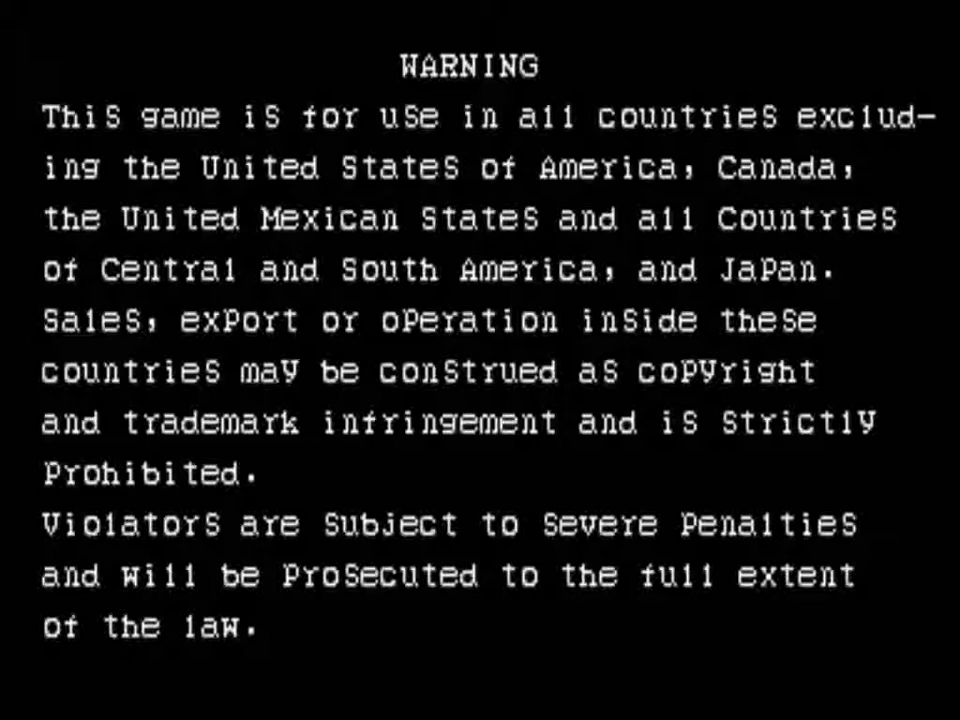 WARNING
This game is for use in all countries exclud-
ing the United States of America, Canada,
the United Mexican States and all Countries
of Central and South America, and Japan.
Sales, export or operation inside these
countries may be construed as copyright
and trademark infringement and is strictly
prohibited.
Violators are subject to severe penalties
and will be prosecuted to the full extent
of the law.